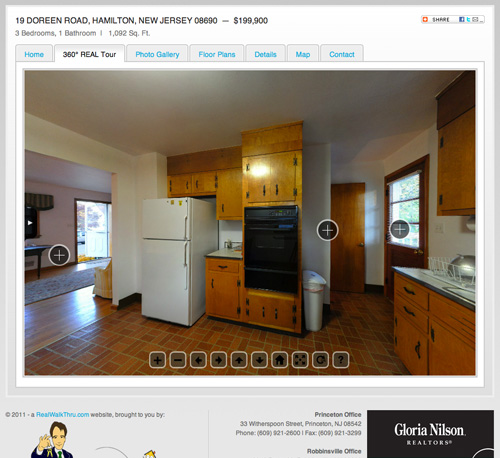 19 DOREEN ROAD, HAMILTON, NEW JERSEY 08690 — $199,900
SHARE
3 Bedrooms, 1 Bathroom | 1,092 Sq. Ft.
Home 360° REAL Tour Photo Gallery Floor Plans Details Map Contact
© 2011 - a RealWalkThru.com website, brought to you by:
Princeton Office
33 Witherspoon Street, Princeton, NJ 08542
Phone: (609) 921-2600 | Fax: (609) 921-3299
Robbinsville Office
Gloria Nilson
REALTORS®